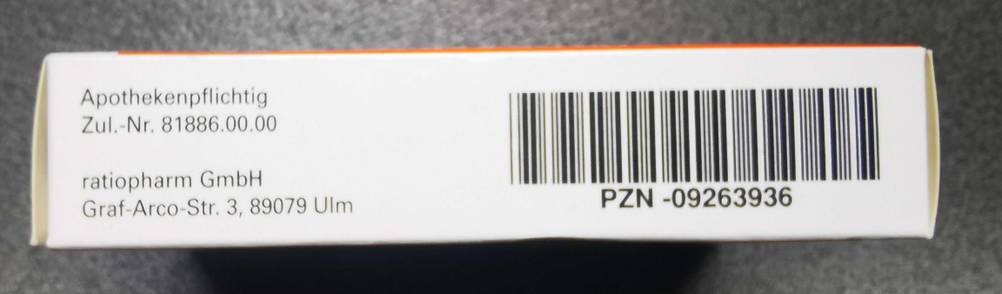 Apothekenpflichtig
Zul.-Nr. 81886.00.00
ratiopharm GmbH
Graf-Arco-Str. 3, 89079 Ulm
PZN -09263936